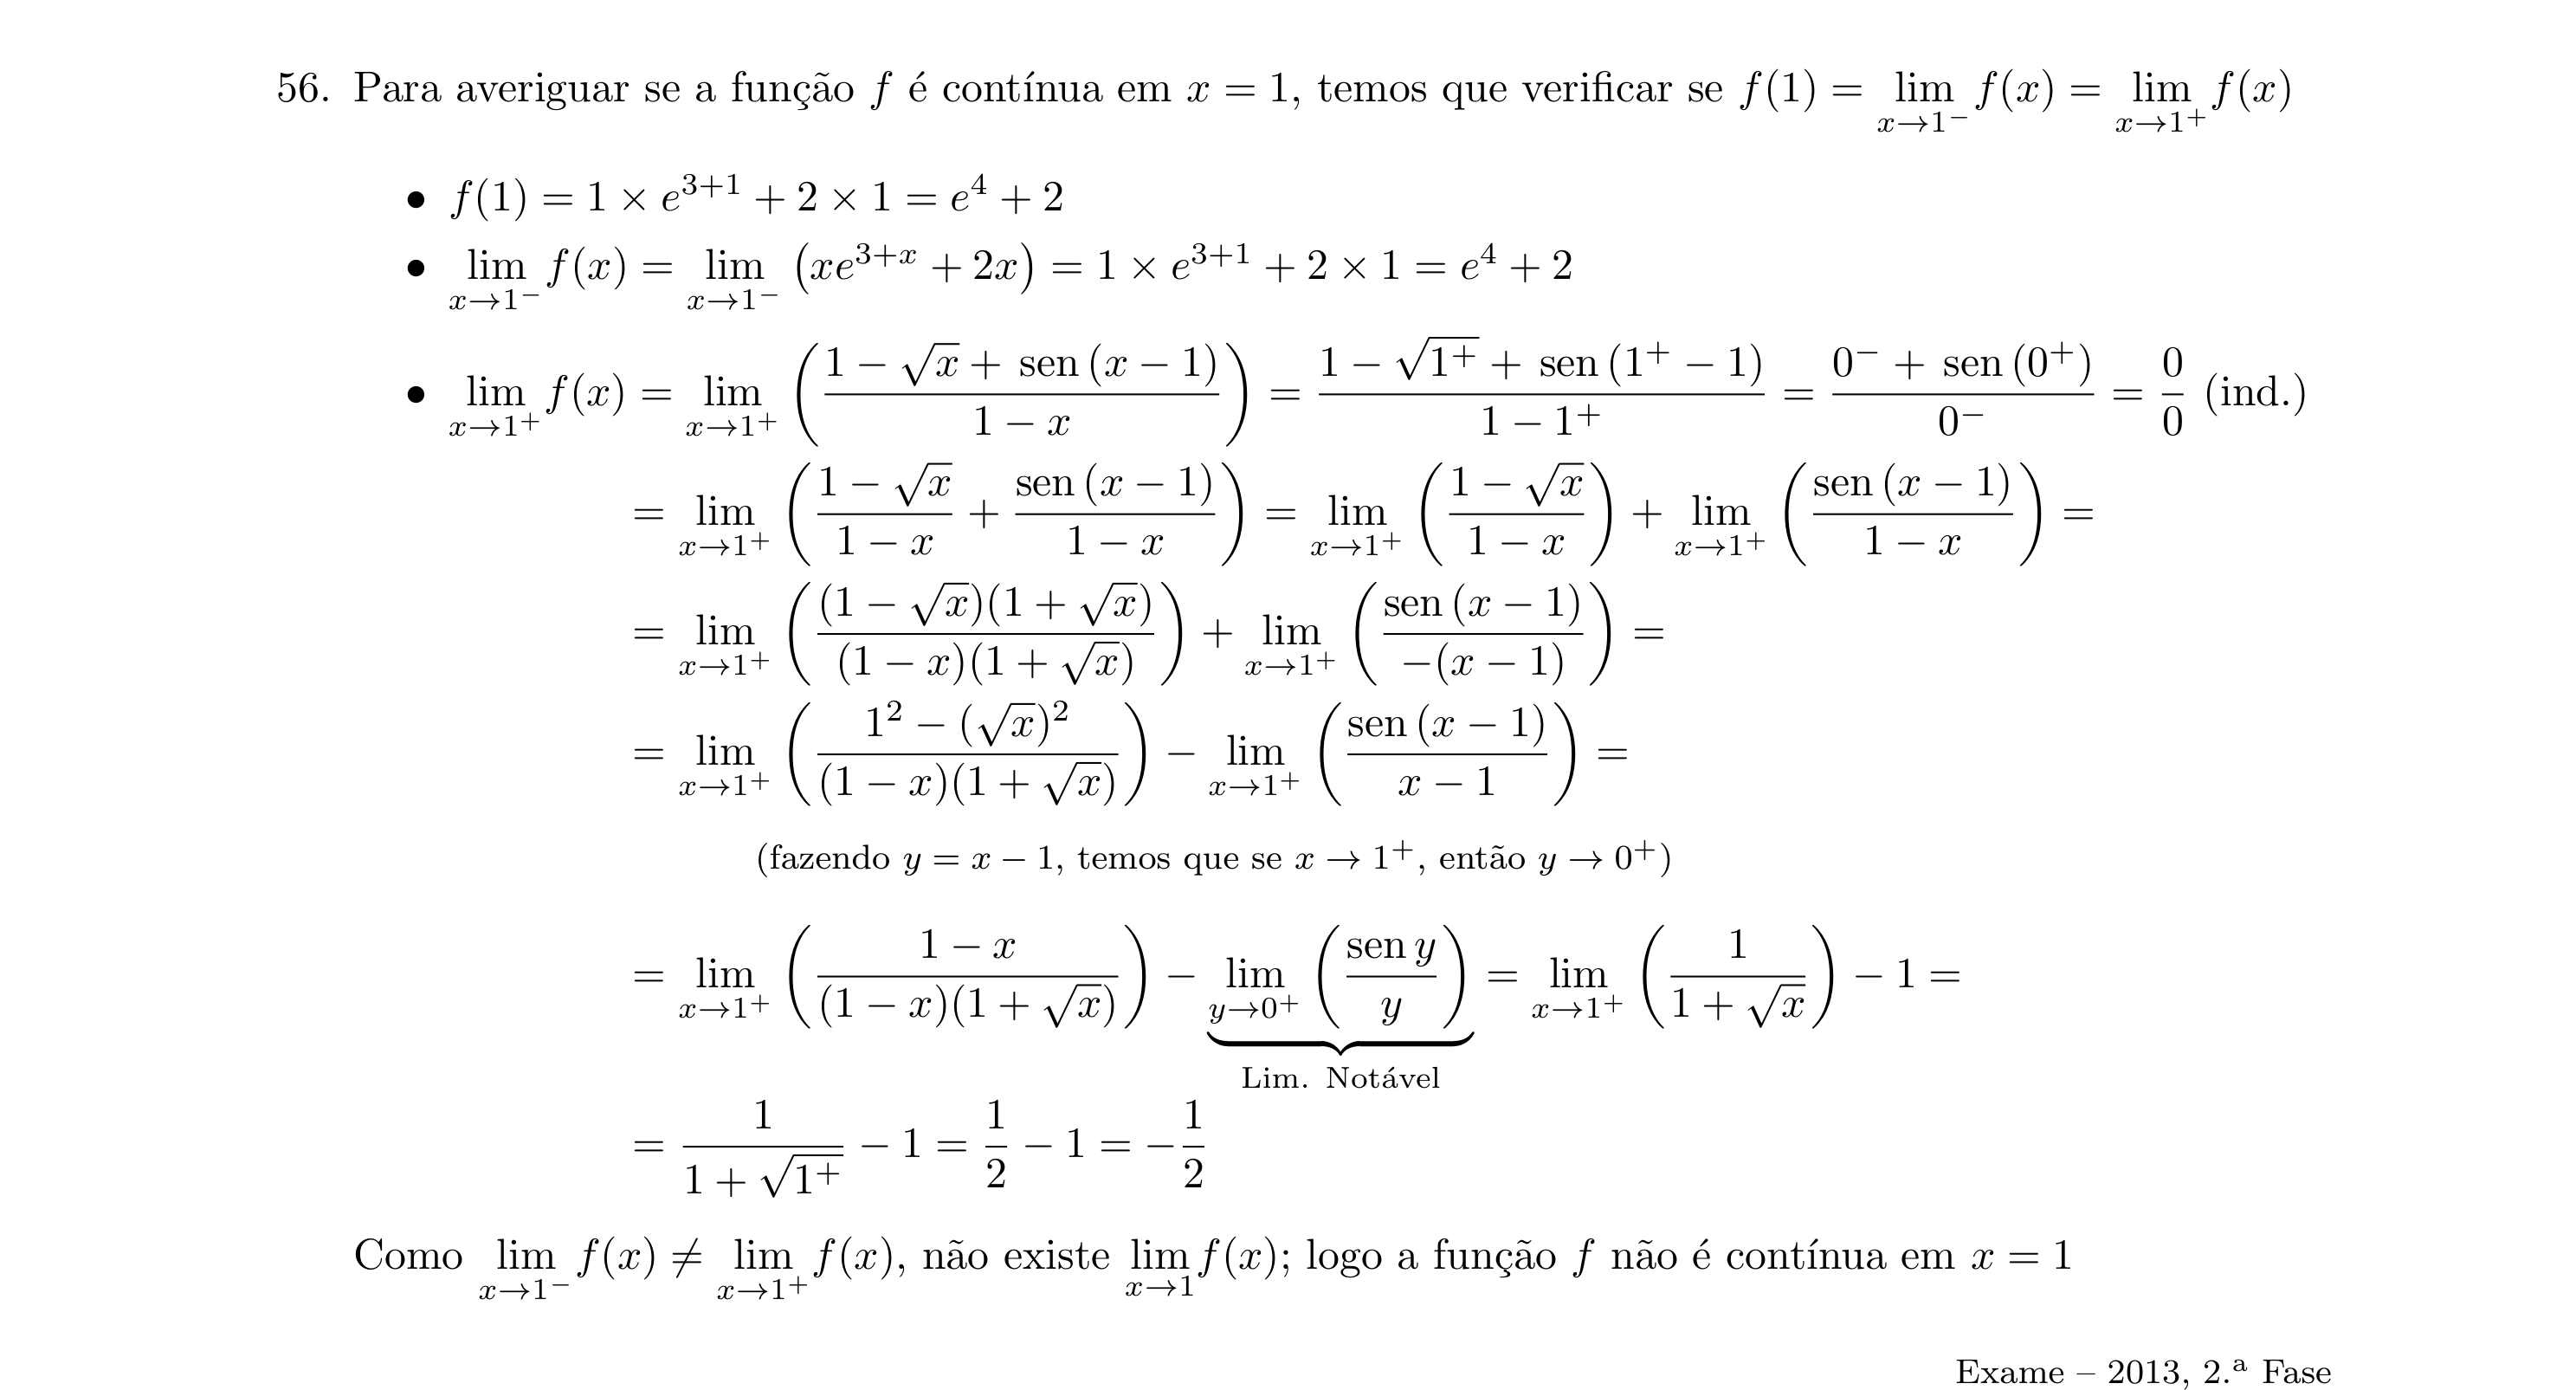 56. Para averiguar se a função f é contínua em x = 1, temos que verificar se f(1) = lim_{x→1⁻} f(x) = lim_{x→1⁺} f(x)
• f(1) = 1 × e^{3+1} + 2 × 1 = e^4 + 2
• lim_{x→1⁻} f(x) = lim_{x→1⁻} (xe^{3+x} + 2x) = 1 × e^{3+1} + 2 × 1 = e^4 + 2
• lim_{x→1⁺} f(x) = lim_{x→1⁺} ((1 − √x + sen (x − 1))/(1 − x)) = (1 − √(1⁺) + sen (1⁺ − 1))/(1 − 1⁺) = (0⁻ + sen (0⁺))/(0⁻) = 0/0 (ind.)
= lim_{x→1⁺} ((1 − √x)/(1 − x) + (sen (x − 1))/(1 − x)) = lim_{x→1⁺} ((1 − √x)/(1 − x)) + lim_{x→1⁺} ((sen (x − 1))/(1 − x)) =
= lim_{x→1⁺} (((1 − √x)(1 + √x))/((1 − x)(1 + √x))) + lim_{x→1⁺} ((sen (x − 1))/(−(x − 1))) =
= lim_{x→1⁺} ((1² − (√x)²)/((1 − x)(1 + √x))) − lim_{x→1⁺} ((sen (x − 1))/(x − 1)) =
(fazendo y = x − 1, temos que se x → 1⁺, então y → 0⁺)
= lim_{x→1⁺} ((1 − x)/((1 − x)(1 + √x))) − lim_{y→0⁺} ((sen y)/y) = lim_{x→1⁺} (1/(1 + √x)) − 1 =
Lim. Notável
= 1/(1 + √(1⁺)) − 1 = 1/2 − 1 = −1/2
Como lim_{x→1⁻} f(x) ≠ lim_{x→1⁺} f(x), não existe lim_{x→1} f(x); logo a função f não é contínua em x = 1
Exame – 2013, 2.ª Fase